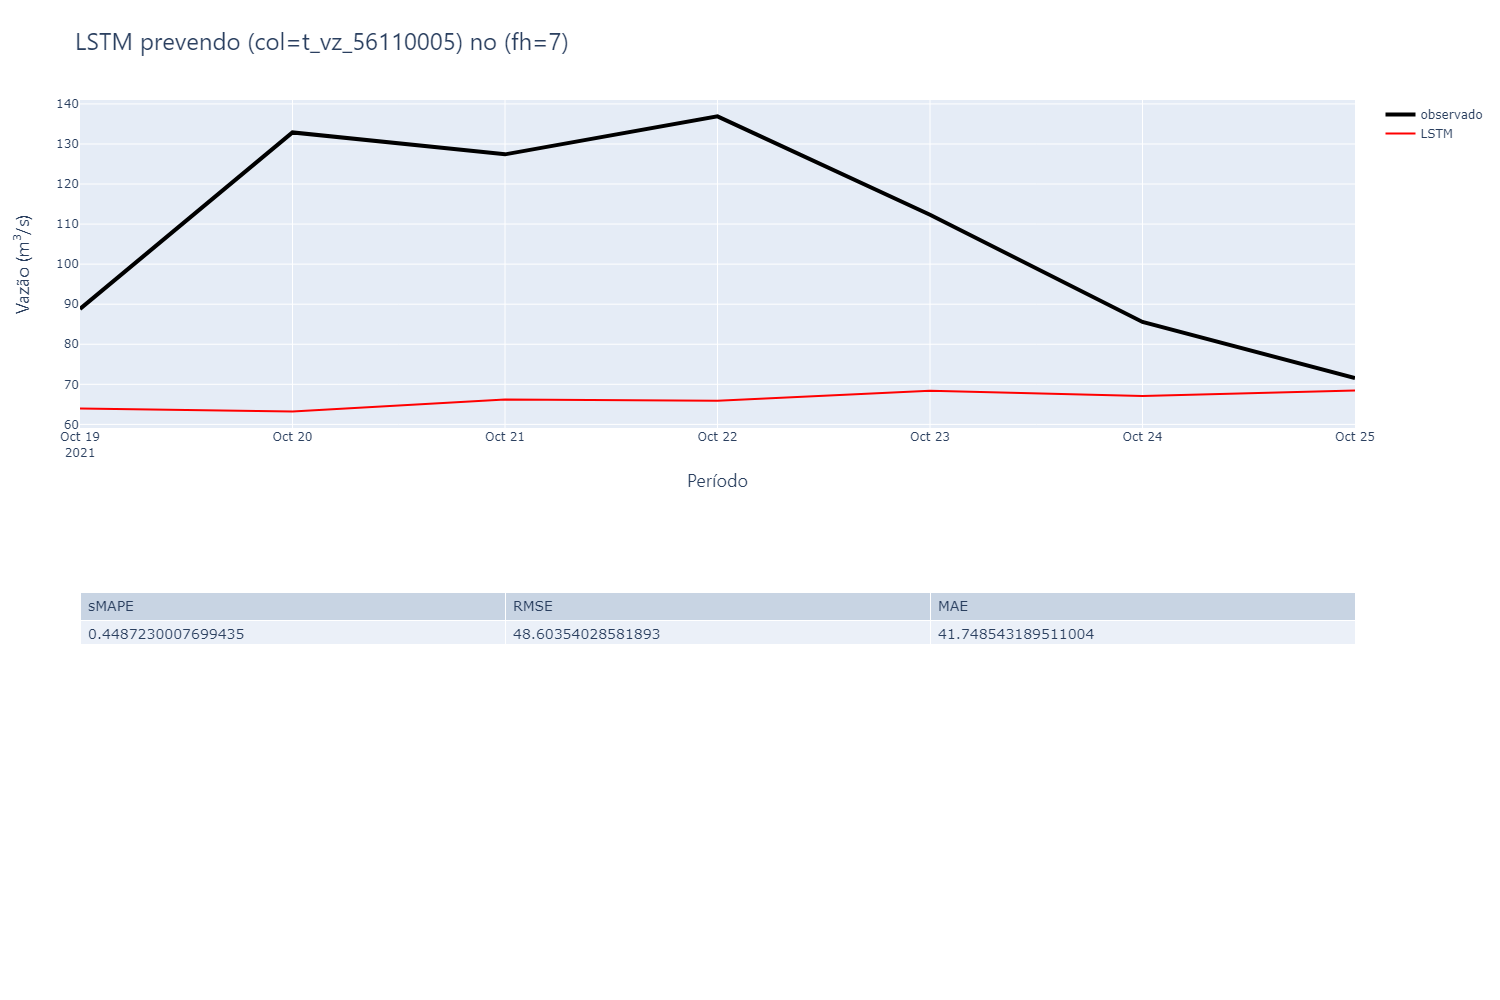 LSTM prevendo (col=t_vz_56110005) no (fh=7)
140
130
120
110
100
90
80
70
60
Vazão (m³/s)
observado
LSTM
Oct 19
2021
Oct 20
Oct 21
Oct 22
Oct 23
Oct 24
Oct 25
Período
sMAPE RMSE MAE
0.4487230007699435 48.60354028581893 41.748543189511004